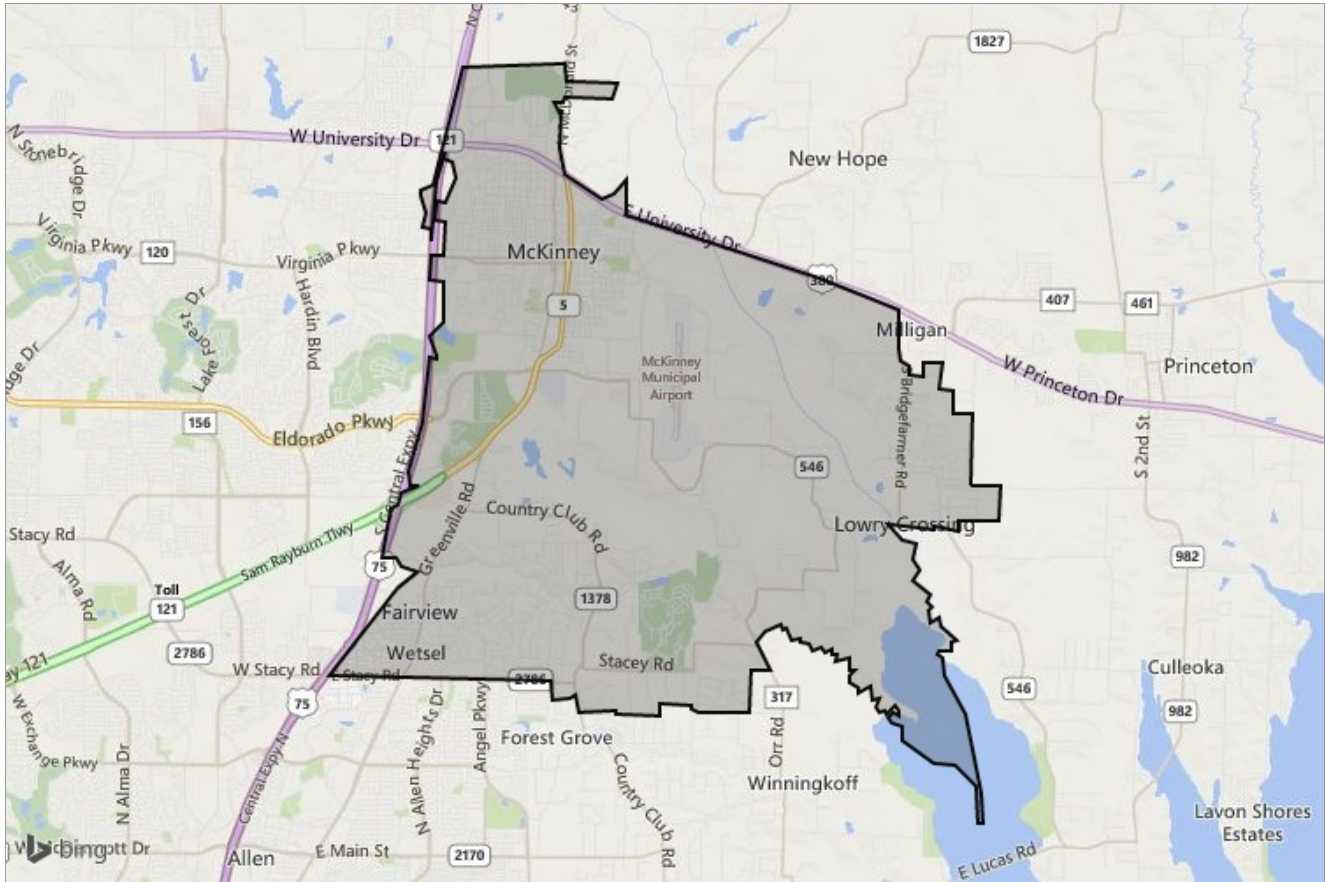 1827
N McDonald St
N Stonebridge Dr
W University Dr
121
New Hope
E University Dr
Virginia Pkwy
120
Virginia Pkwy
McKinney
380
Hardin Blvd
Lake Forest Dr
5
407
461
Milligan
McKinney
Municipal
Airport
Princeton
W Princeton Dr
Bridgefarmer Rd
156
Eldorado Pkwy
S 2nd St
S Central Expy
546
Greenville Rd
Country Club Rd
Lowry Crossing
Stacy Rd
Sam Rayburn Tlwy
Alma Rd
75
982
Toll
121
Fairview
1378
2786
Wetsel
W Stacy Rd
E Stacy Rd
Stacey Rd
2786
Culleoka
75
317
546
982
N Allen Heights Dr
Angel Pkwy
Forest Grove
Orr Rd
Country Club Rd
N Alma Dr
Central Expy N
Winningkoff
Lavon Shores
Estates
bing
Allen
E Main St
2170
E Lucas Rd